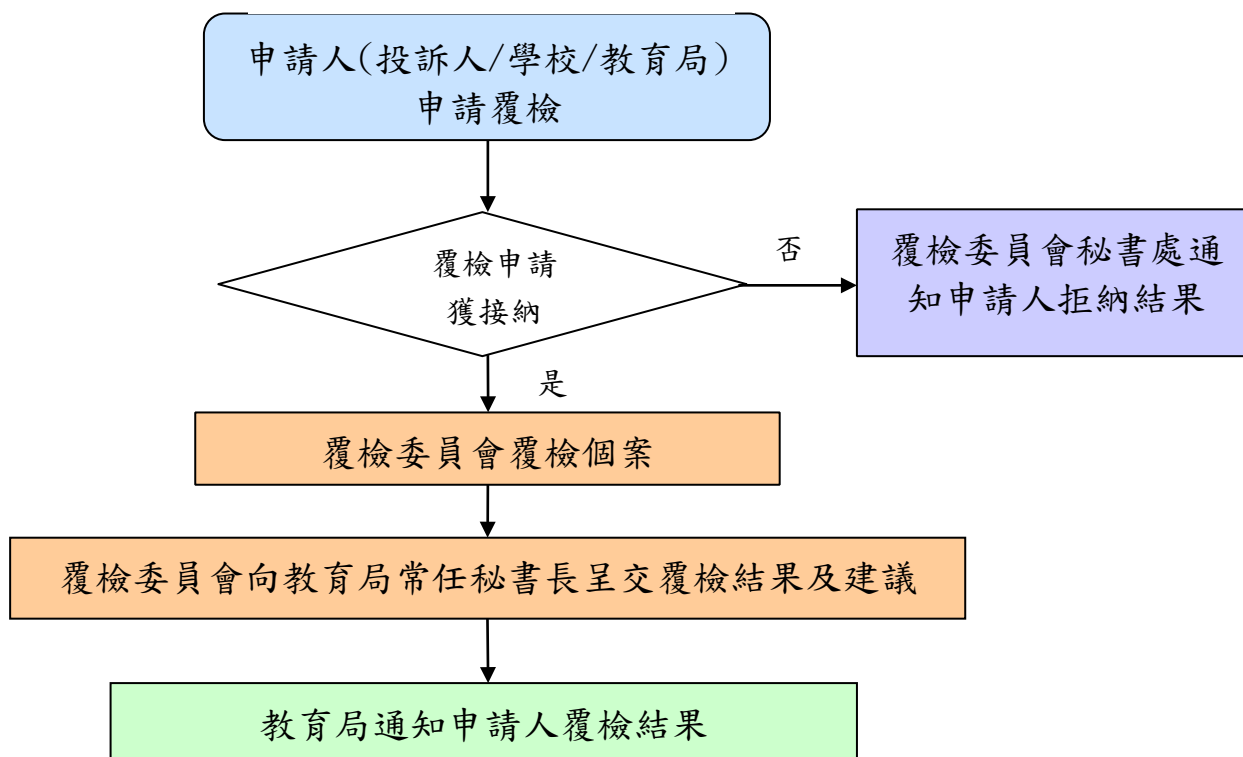 申請人(投訴人/學校/教育局)
申請覆檢
覆檢申請
獲接納
否
覆檢委員會秘書處通
知申請人拒納結果
是
覆檢委員會覆檢個案
覆檢委員會向教育局常任秘書長呈交覆檢結果及建議
教育局通知申請人覆檢結果